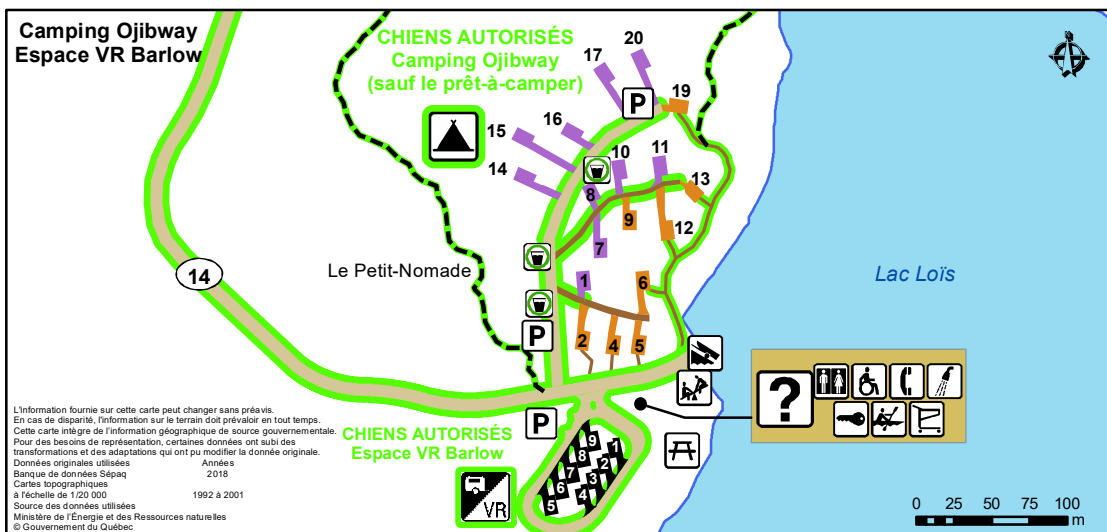 Camping Ojibway
Espace VR Barlow
CHIENS AUTORISÉS
Camping Ojibway
(sauf le prêt-à-camper)
20
17
P
19
16
15
14
10
11
8
13
9
12
7
14
Le Petit-Nomade
1
6
Lac Loïs
P
2
4
5
?
P
CHIENS AUTORISÉS
Espace VR Barlow
VR
9
8
7
6
5
1
2
3
4
L'information fournie sur cette carte peut changer sans préavis.
En cas de disparité, l'information sur le terrain doit prévaloir en tout temps.
Cette carte intègre de l'information géographique de source gouvernementale.
Pour des besoins de représentation, certaines données ont subi des
transformations et des adaptations qui ont pu modifier la donnée originale.
Données originales utilisées Années
Banque de données Sépaq 2018
Cartes topographiques
à l'échelle de 1/20 000 1992 à 2001
Source des données utilisées
Ministère de l'Énergie et des Ressources naturelles
© Gouvernement du Québec
0 25 50 75 100
m